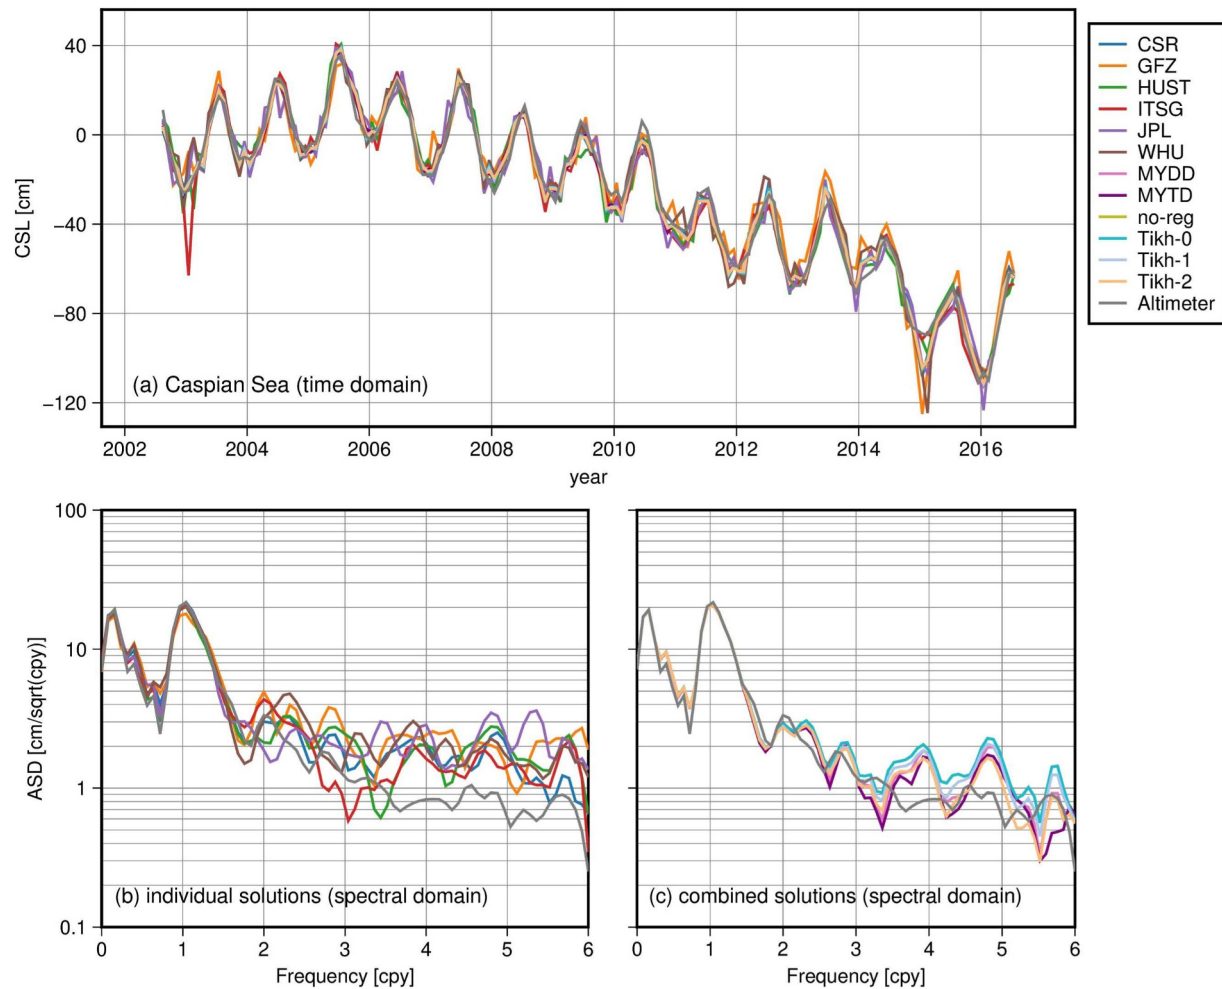 40
0
−40
−80
−120
CSL [cm]
(a) Caspian Sea (time domain)
2002 2004 2006 2008 2010 2012 2014 2016
year
CSR
GFZ
HUST
ITSG
JPL
WHU
MYDD
MYTD
no-reg
Tikh-0
Tikh-1
Tikh-2
Altimeter
100
10
1
0.1
ASD [cm/sqrt(cpy)]
(b) individual solutions (spectral domain)
0 1 2 3 4 5 6
Frequency [cpy]
(c) combined solutions (spectral domain)
0 1 2 3 4 5 6
Frequency [cpy]